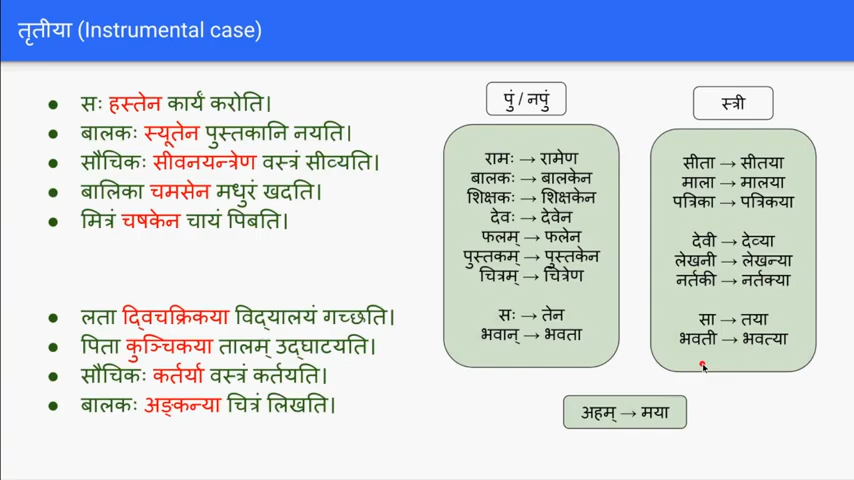 तृतीया (Instrumental case)
सः हस्तेन कार्यं करोति।
बालकः स्यूतेन पुस्तकानि नयति।
सौचिकः सीवनयन्त्रेण वस्त्रं सीव्यति।
बालिका चमसेन मधुरं खदति।
मित्रं चषकेन चायं पिबति।
लता द्विचक्रिकया विद्यालयं गच्छति।
पिता कुञ्चिकया तालम् उद्घाटयति।
सौचिकः कर्तर्या वस्त्रं कर्तयति।
बालकः अङ्कन्या चित्रं लिखति।
पुं / नपुं
रामः → रामेण
बालकः → बालकेन
शिक्षकः → शिक्षकेन
देवः → देवेन
फलम् → फलेन
पुस्तकम् → पुस्तकेन
चित्रम् → चित्रेण
सः → तेन
भवान् → भवता
स्त्री
सीता → सीतया
माला → मालया
पत्रिका → पत्रिकया
देवी → देव्या
लेखनी → लेखन्या
नर्तकी → नर्तक्या
सा → तया
भवती → भवत्या
अहम् → मया